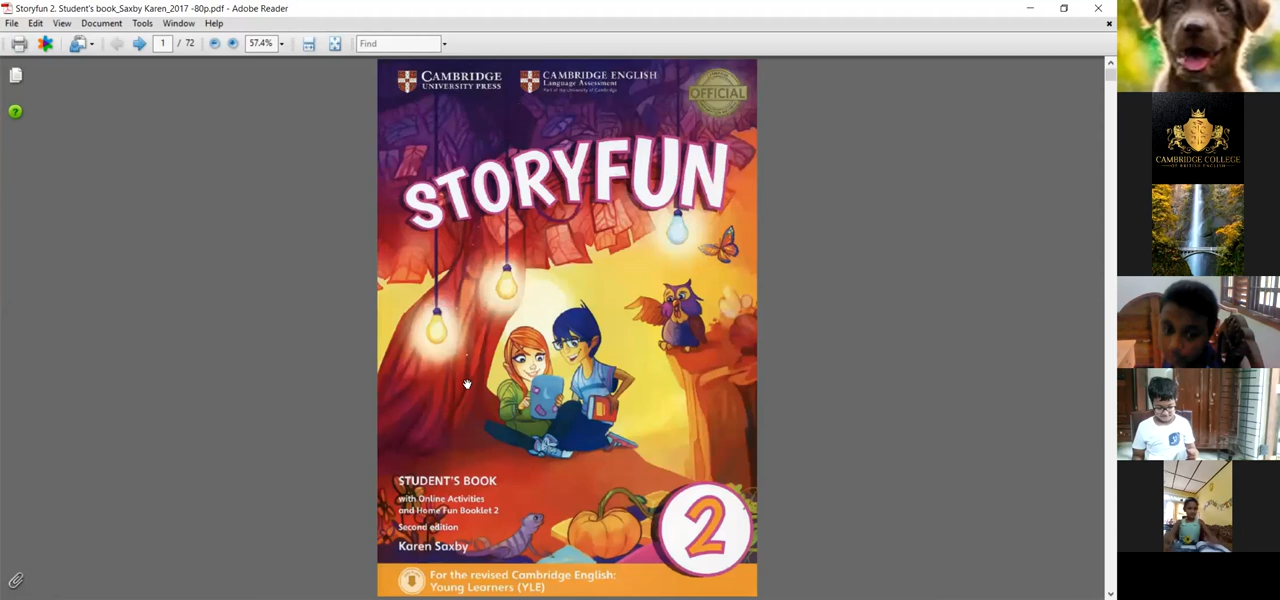 Storyfun 2. Student's book_Saxby Karen_2017 -80p.pdf - Adobe Reader
File Edit View Document Tools Window Help
1 / 72 57.4% Find
CAMBRIDGE
UNIVERSITY PRESS
CAMBRIDGE ENGLISH
Language Assessment
Part of the University of Cambridge
OFFICIAL
STORYFUN
STUDENT'S BOOK
with Online Activities
and Home Fun Booklet 2
Second edition
Karen Saxby
2
For the revised Cambridge English:
Young Learners (YLE)
CAMBRIDGE COLLEGE
OF BRITISH ENGLISH